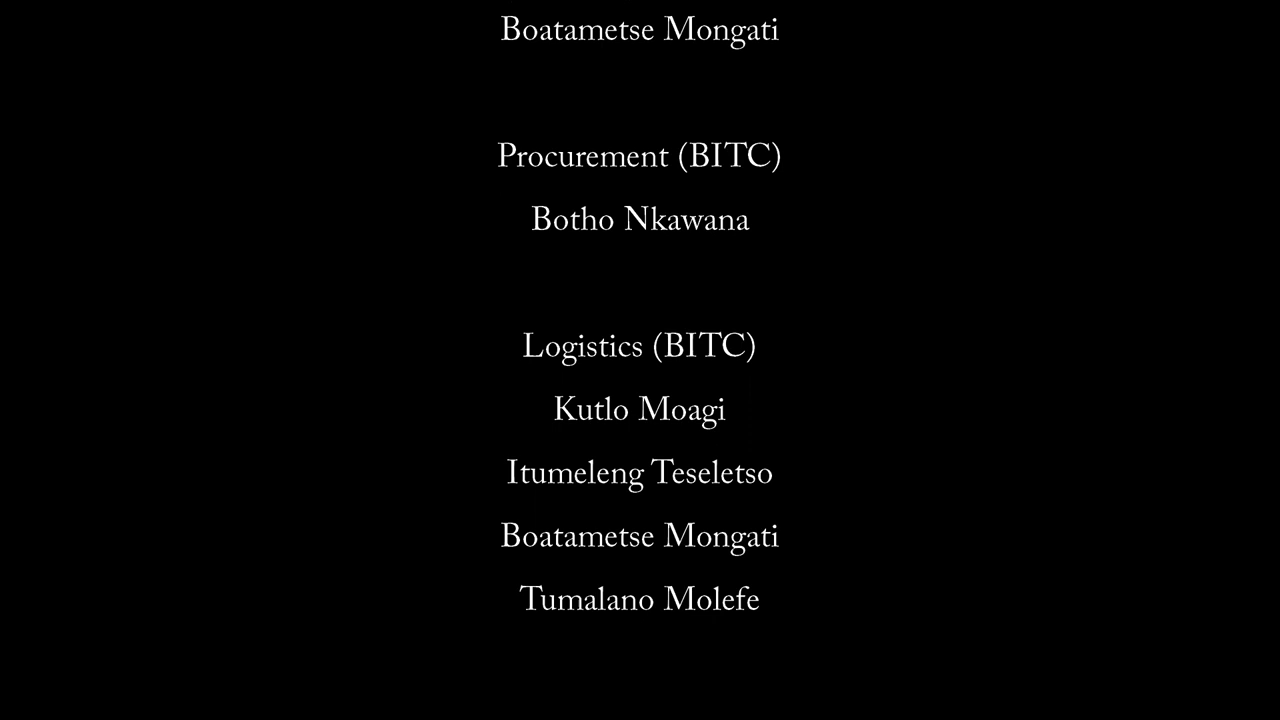 Boatametse Mongati
Procurement (BITC)
Botho Nkawana
Logistics (BITC)
Kutlo Moagi
Itumeleng Teseletso
Boatametse Mongati
Tumalano Molefe